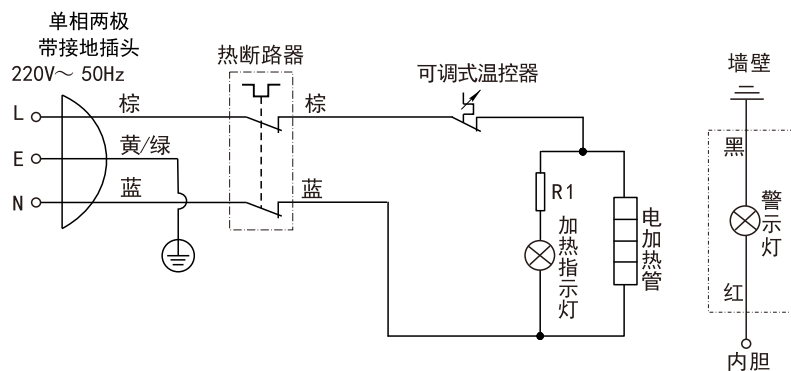 单相两极
带接地插头
220V～ 50Hz
热断路器
可调式温控器
墙壁
L
棕
棕
E
黄/绿
N
蓝
蓝
R1
加热指示灯
电加热管
黑
警示灯
红
内胆